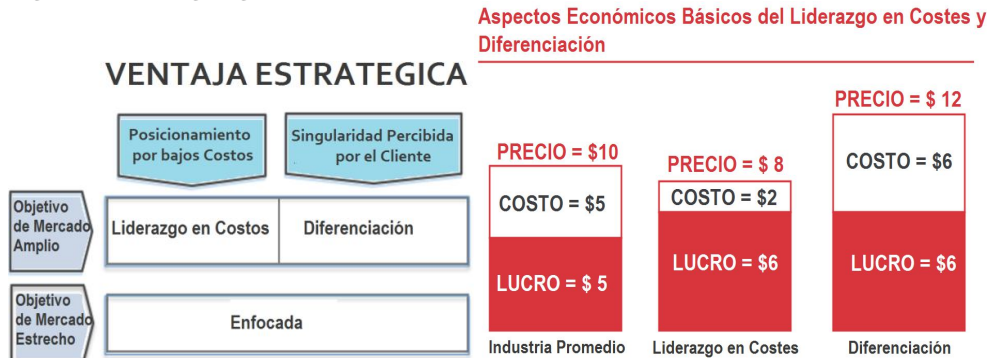 VENTAJA ESTRATEGICA
Posicionamiento
por bajos Costos
Singularidad Percibida
por el Cliente
Objetivo
de Mercado
Amplio
Liderazgo en Costos
Diferenciación
Objetivo
de Mercado
Estrecho
Enfocada
Aspectos Económicos Básicos del Liderazgo en Costes y
Diferenciación
PRECIO = $10
COSTO = $5
LUCRO = $ 5
Industria Promedio
PRECIO = $ 8
COSTO = $2
LUCRO = $6
Liderazgo en Costes
PRECIO = $ 12
COSTO = $6
LUCRO = $6
Diferenciación